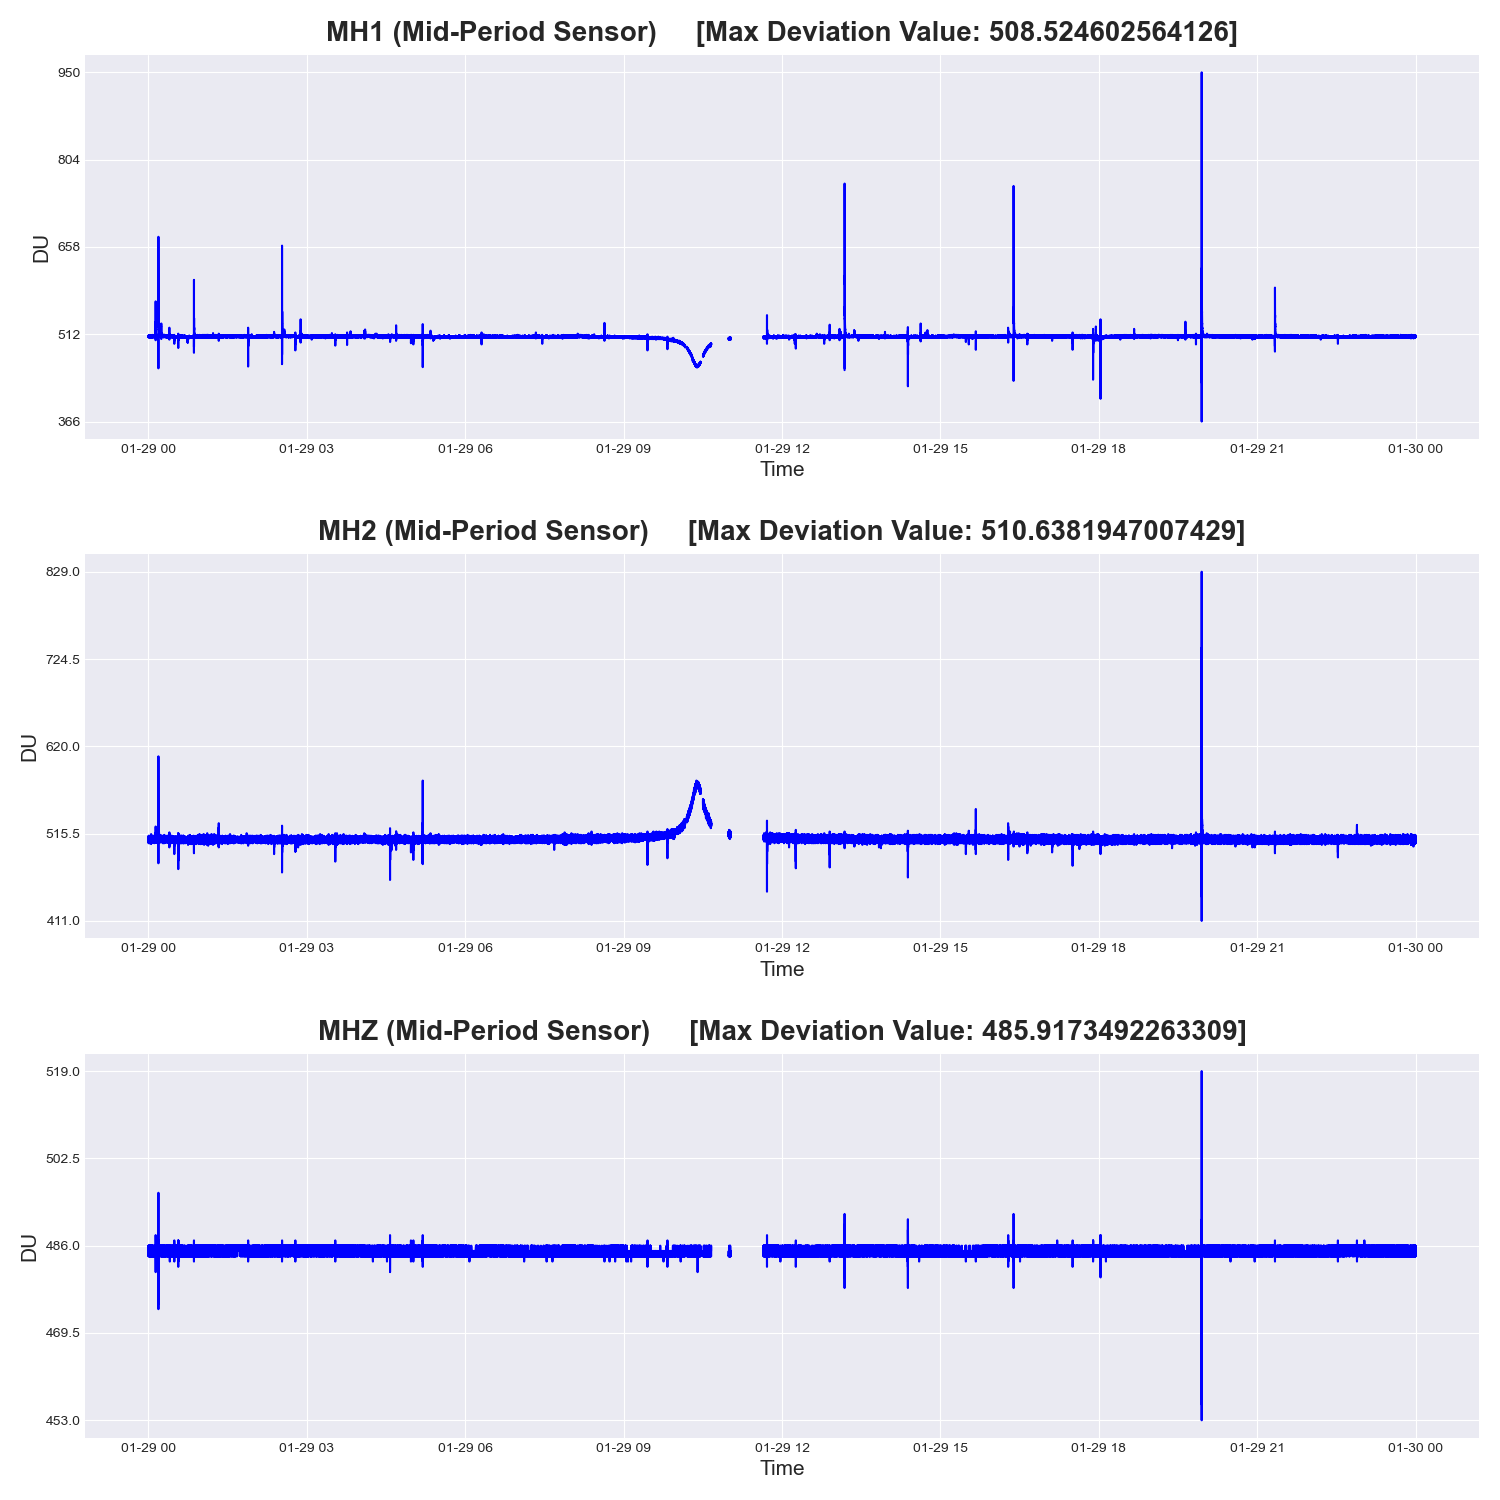 MH1 (Mid-Period Sensor) [Max Deviation Value: 508.524602564126]
950
804
658
512
366
DU
01-29 00 01-29 03 01-29 06 01-29 09 01-29 12 01-29 15 01-29 18 01-29 21 01-30 00
Time
MH2 (Mid-Period Sensor) [Max Deviation Value: 510.6381947007429]
829.0
724.5
620.0
515.5
411.0
DU
01-29 00 01-29 03 01-29 06 01-29 09 01-29 12 01-29 15 01-29 18 01-29 21 01-30 00
Time
MHZ (Mid-Period Sensor) [Max Deviation Value: 485.9173492263309]
519.0
502.5
486.0
469.5
453.0
DU
01-29 00 01-29 03 01-29 06 01-29 09 01-29 12 01-29 15 01-29 18 01-29 21 01-30 00
Time